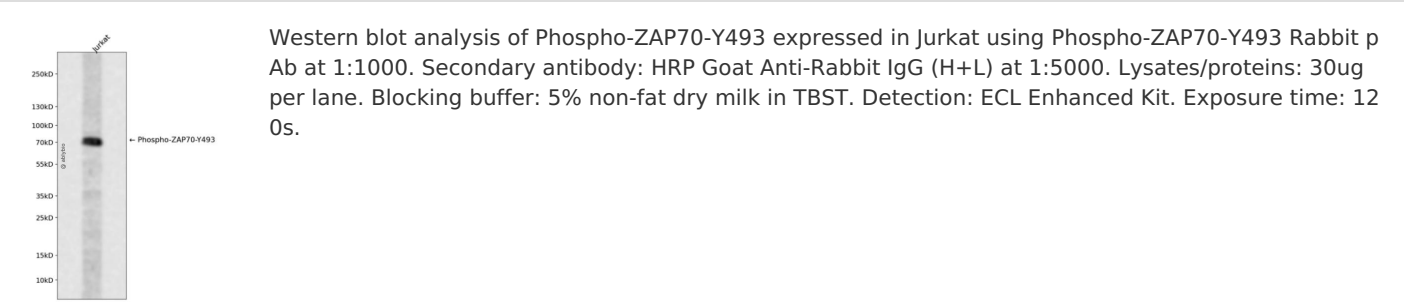 Jurkat
250kD
130kD
100kD
70kD
55kD
35kD
25kD
15kD
10kD
← Phospho-ZAP70-Y493
Western blot analysis of Phospho-ZAP70-Y493 expressed in Jurkat using Phospho-ZAP70-Y493 Rabbit p
Ab at 1:1000. Secondary antibody: HRP Goat Anti-Rabbit IgG (H+L) at 1:5000. Lysates/proteins: 30ug
per lane. Blocking buffer: 5% non-fat dry milk in TBST. Detection: ECL Enhanced Kit. Exposure time: 12
0s.